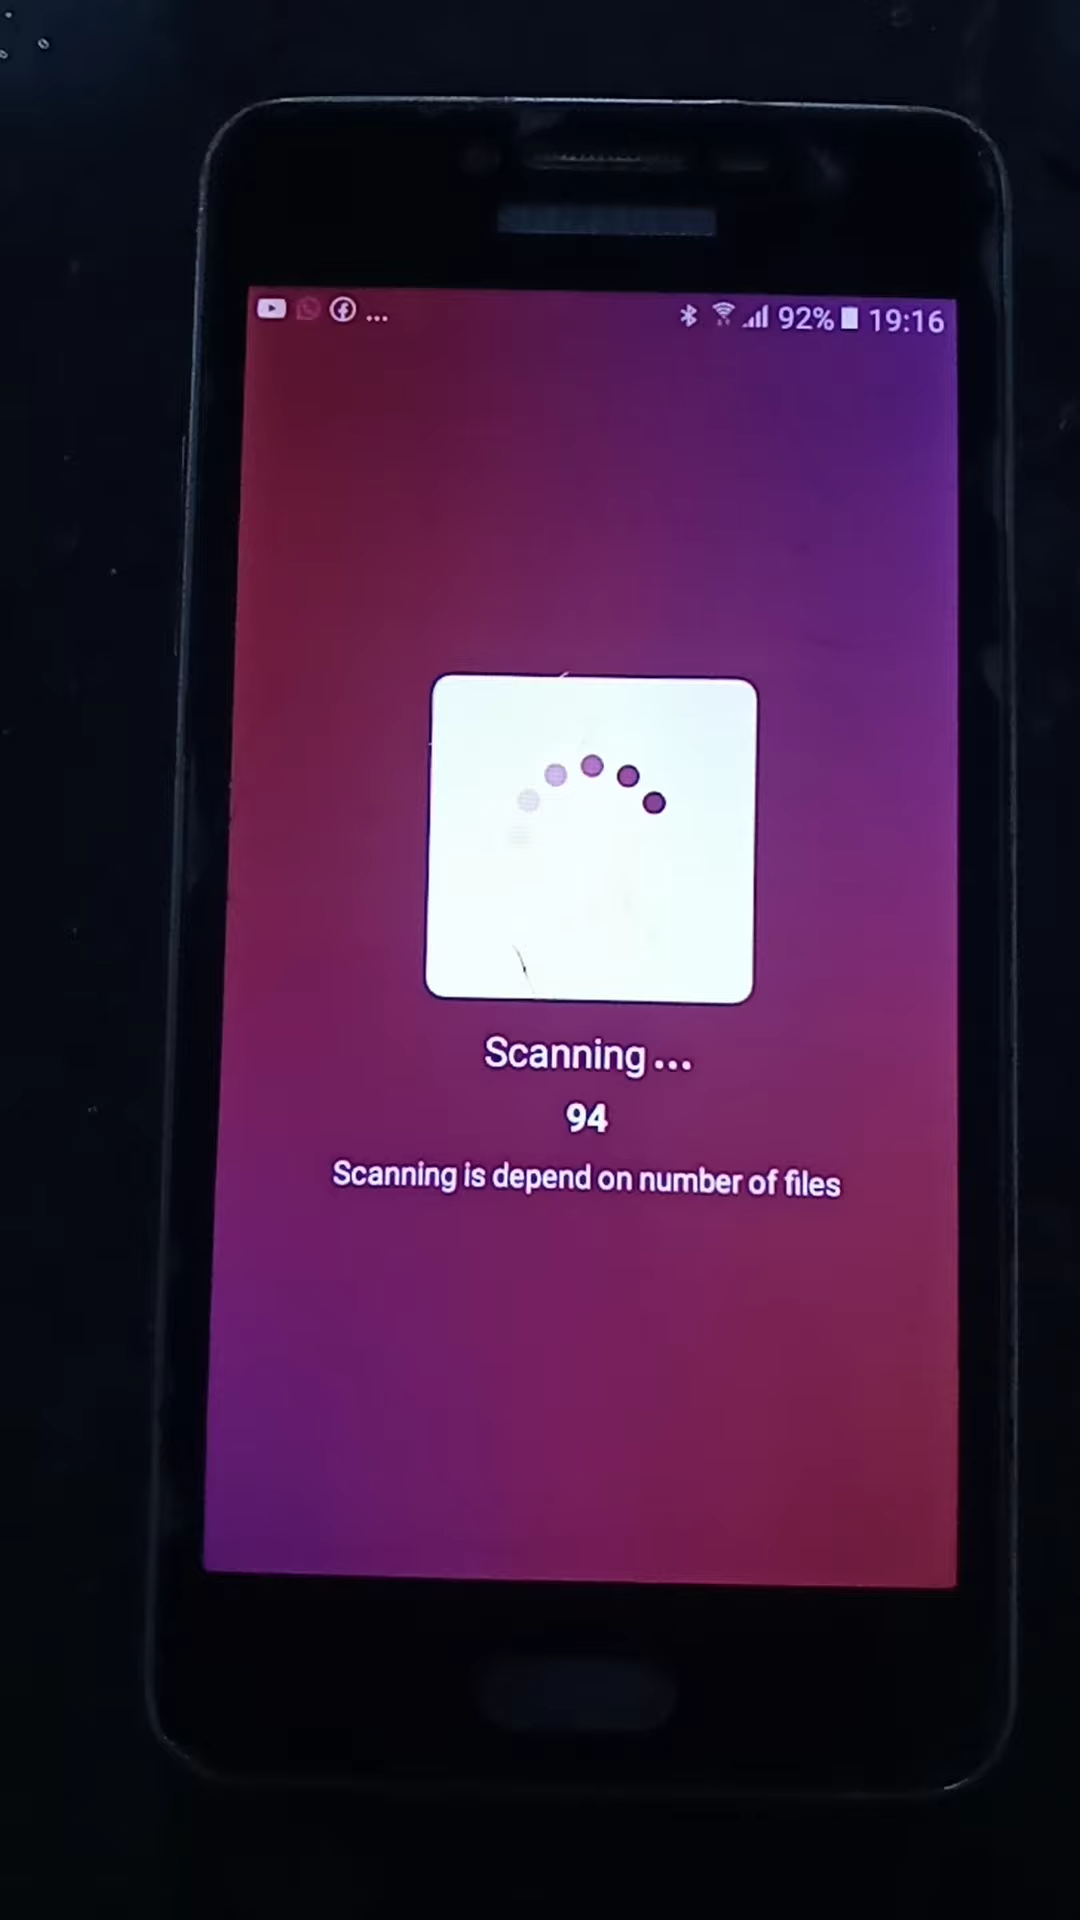 ... 92% 19:16
Scanning ...
94
Scanning is depend on number of files